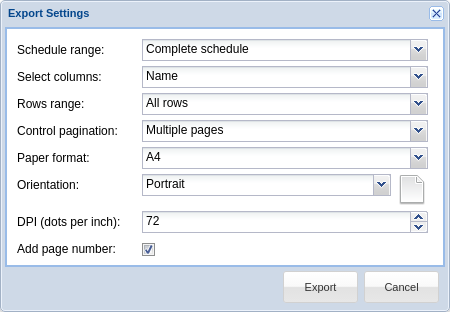 Export Settings
Schedule range: Complete schedule
Select columns: Name
Rows range: All rows
Control pagination: Multiple pages
Paper format: A4
Orientation: Portrait
DPI (dots per inch): 72
Add page number:
Export Cancel